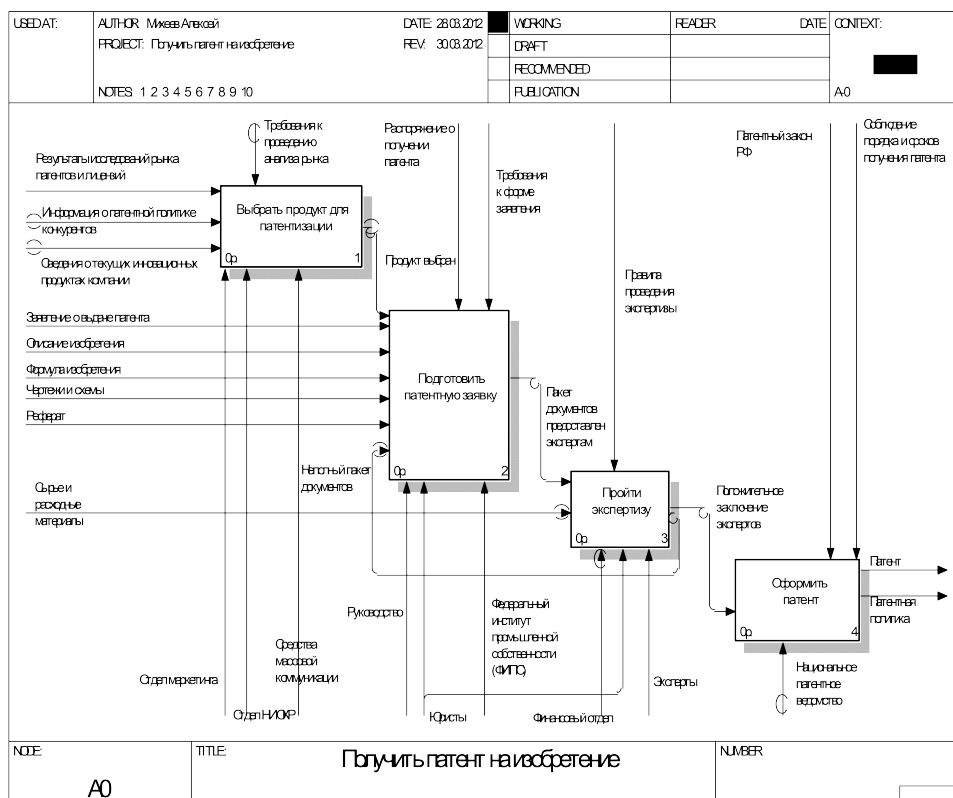 USED AT:
AUTHOR: Михеев Алексей
DATE: 28.03.2012
WORKING
READER
DATE
CONTEXT:
PROJECT: Получить патент на изобретение
REV: 30.03.2012
DRAFT
RECOMMENDED
NOTES: 1 2 3 4 5 6 7 8 9 10
PUBLICATION
A-0
Требования к
проведению
анализа рынка
Распоряжение о
получении
патента
Требования
к форме
заявления
Патентный закон
РФ
Соблюдение
порядка и сроков
получения патента
Результаты исследований рынка
патентов и лицензий
Информация о патентной политике
конкурентов
Сведения о текущих инновационных
продуктах компании
Выбрать продукт для
патентизации
0р.
1
Продукт выбран
Правила
проведения
экспертизы
Заявление о выдаче патента
Описание изобретения
Формула изобретения
Чертежи и схемы
Реферат
Подготовить
патентную заявку
0р.
2
Пакет
документов
предоставлен
экспертам
Неполный пакет
документов
Сырье и
расходные
материалы
Пройти
экспертизу
0р.
3
Положительное
заключение
экспертов
Оформить
патент
0р.
4
Патент
Патентная
политика
Руководство
Федеральный
институт
промышленной
собственности
(ФИПС)
Средства
массовой
коммуникации
Отдел маркетинга
Отдел НИОКР
Юристы
Финансовый отдел
Эксперты
Национальное
патентное
ведомство
NODE:
TITLE:
Получить патент на изобретение
NUMBER:
A0